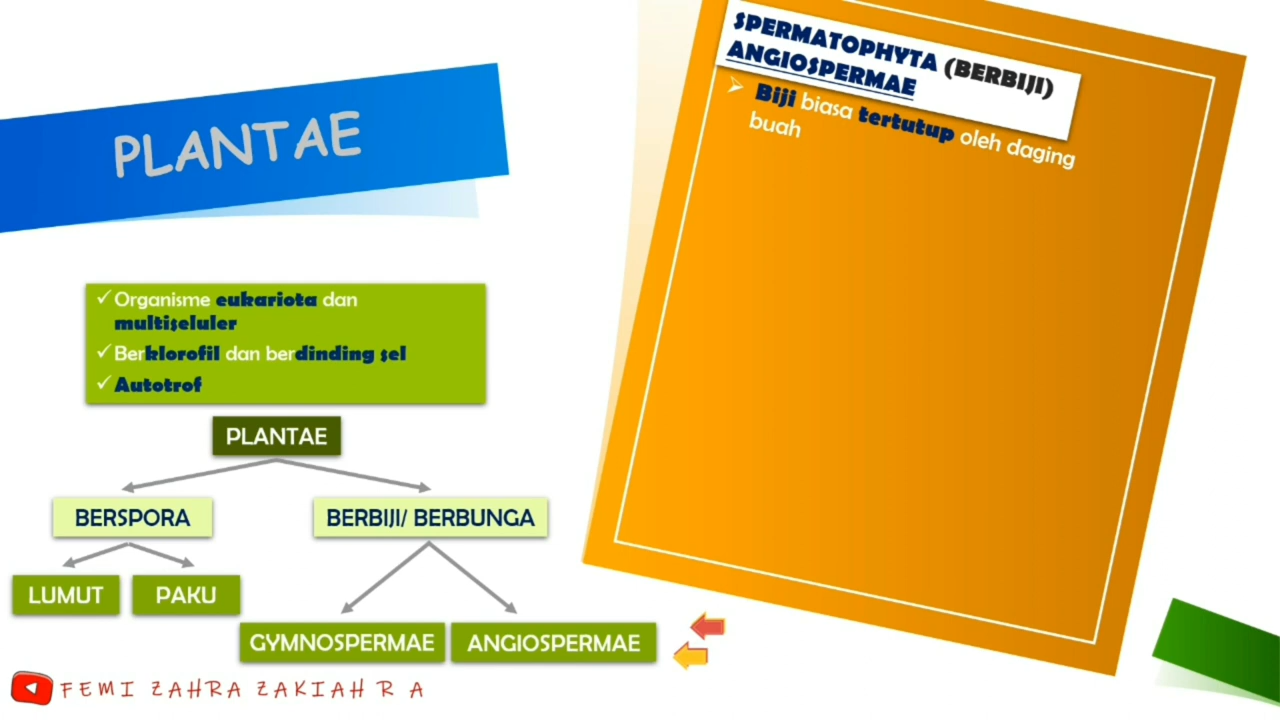 PLANTAE
Organisme eukariota dan
multiseluler
Berklorofil dan berdinding sel
Autotrof
PLANTAE
BERSPORA
BERBIJI/ BERBUNGA
LUMUT
PAKU
GYMNOSPERMAE
ANGIOSPERMAE
FEMI ZAHRA ZAKIAH R A
SPERMATOPHYTA (BERBIJI)
ANGIOSPERMAE
Biji biasa tertutup oleh daging
buah